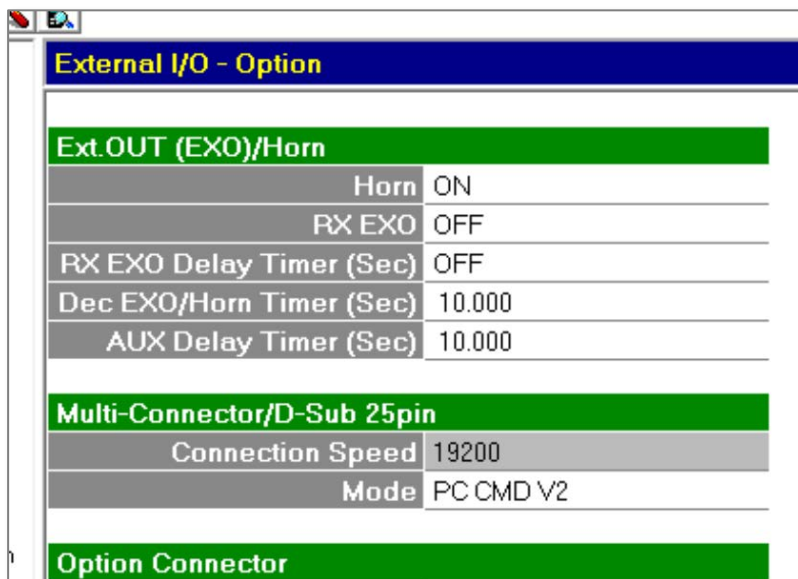 External I/O - Option
Ext.OUT (EXO)/Horn
Horn ON
RX EXO OFF
RX EXO Delay Timer (Sec) OFF
Dec EXO/Horn Timer (Sec) 10.000
AUX Delay Timer (Sec) 10.000
Multi-Connector/D-Sub 25pin
Connection Speed 19200
Mode PC CMD V2
Option Connector